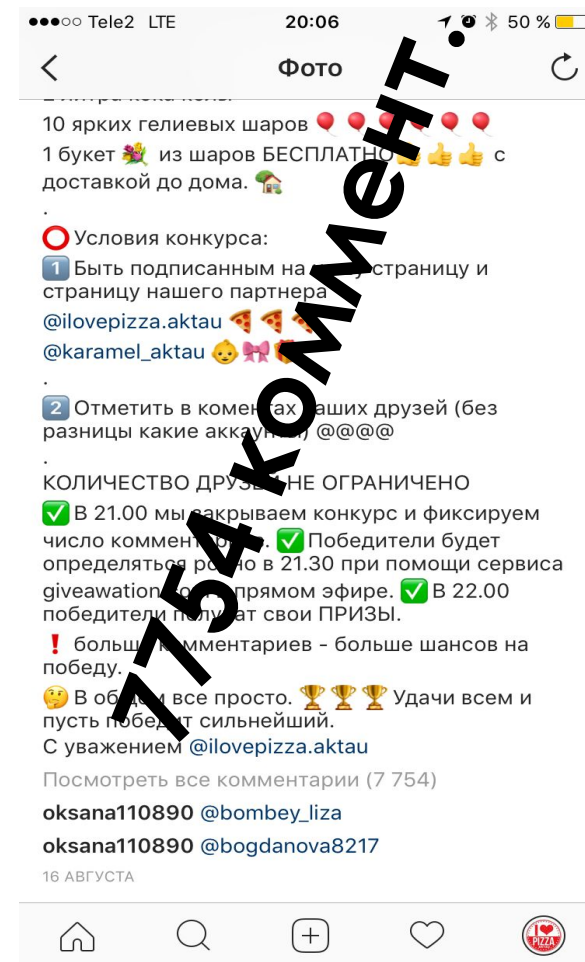 Tele2 LTE 20:06 50 %
Фото
10 ярких гелиевых шаров
1 букет из шаров БЕСПЛАТНО с
доставкой до дома.
.
Условия конкурса:
1 Быть подписанным на страницу и
страницу нашего партнера
@ilovepizza.aktau
@karamel_aktau
.
2 Отметить в коментах ваших друзей (без
разницы какие аккаунты) @@@@
.
КОЛИЧЕСТВО ДРУЗЕЙ НЕ ОГРАНИЧЕНО
В 21.00 мы закрываем конкурс и фиксируем
число Победители будет
определяться ровно в 21.30 при помощи сервиса
giveawation прямом эфире. В 22.00
победители получат свои ПРИЗЫ.
больше комментариев - больше шансов на
победу.
В общем все просто. Удачи всем и
пусть победит сильнейший.
С уважением @ilovepizza.aktau
Посмотреть все комментарии (7 754)
oksana110890 @bombey_liza
oksana110890 @bogdanova8217
16 АВГУСТА
7754 коммент.
I PIZZA